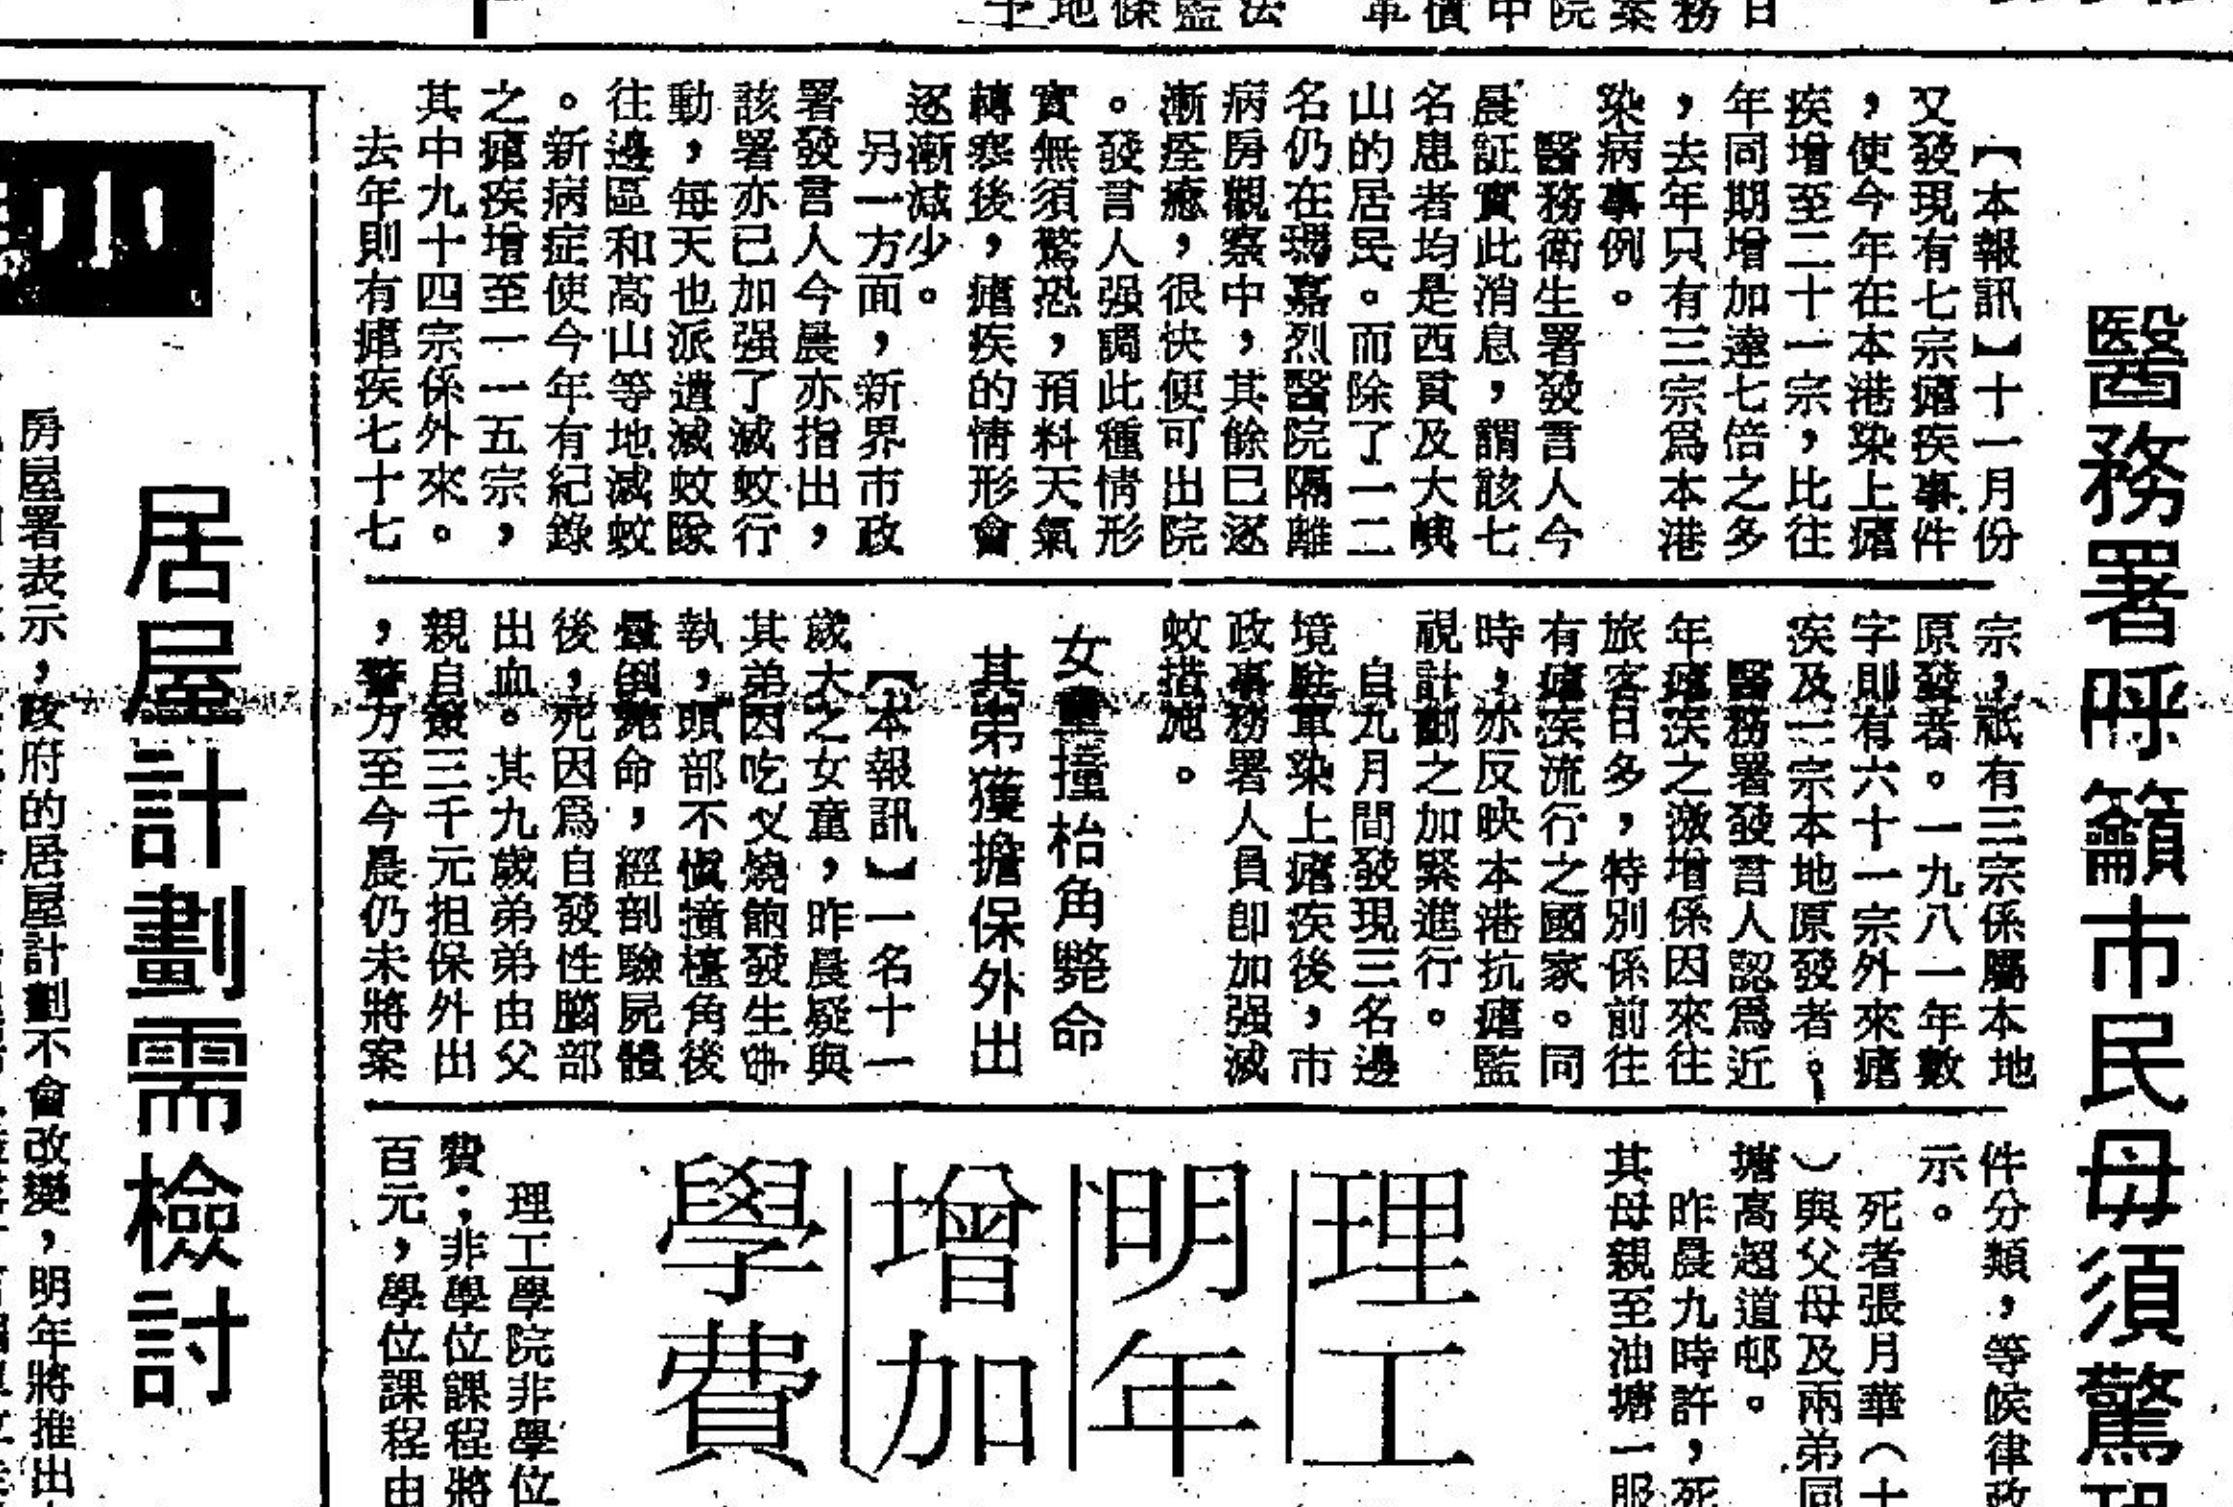 醫務署呼籲市民毋須驚
【本報訊】十一月份
又發現有七宗瘧疾事件
，使今年在本港染上瘧
疾增至二十一宗，比往
年同期增加達七倍之多
，去年只有三宗爲本港
染病事例。
醫務衛生署發言人今
晨証實此消息，謂該七
名患者均是西貢及大嶼
山的居民。而除了一二
名仍在瑪嘉烈醫院隔離
病房觀察中，其餘已逐
漸痊癒，很快便可出院
。發言人强調此種情形
實無須驚恐，預料天氣
轉寒後，瘧疾的情形會
逐漸減少。
另一方面，新界市政
署發言人今晨亦指出，
該署亦已加强了滅蚊行
動，每天也派遣滅蚊隊
往邊區和高山等地滅蚊
。新病症使今年有紀錄
之瘧疾增至一一五宗，
其中九十四宗係外來。
去年則有瘧疾七十七
宗，祇有三宗係屬本地
原發者。一九八一年數
字則有六十一宗外來瘧
疾及二宗本地原發者。
醫務署發言人認爲近
年瘧疾之激增係因來往
旅客日多，特別係前往
有瘧疾流行之國家。同
時，亦反映本港抗瘧監
視計劃之加緊進行。
自九月間發現三名邊
境駐軍染上瘧疾後，市
政事務署人員即加强滅
蚊措施。
女童撞枱角斃命
其弟獲擔保外出
【本報訊】一名十一
歲大之女童，昨晨疑與
其弟因吃叉燒飽發生爭
執，頭部不愼撞檯角後
暈倒斃命，經剖驗屍體
後，死因爲自發性腦部
出血。其九歲弟弟由父
親自簽三千元担保外出
，警方至今晨仍未將案
件分類，等候律政
示。
死者張月華（十
）與父母及兩弟同
塘高超道邨。
昨晨九時許，死
其母親至油塘一服
理工
明年
增加
學費
理工學院非學位
費；非學位課程將
百元，學位課程由
居屋計劃需檢討
房屋署表示，政府的居屋計劃不會改變，明年將推出